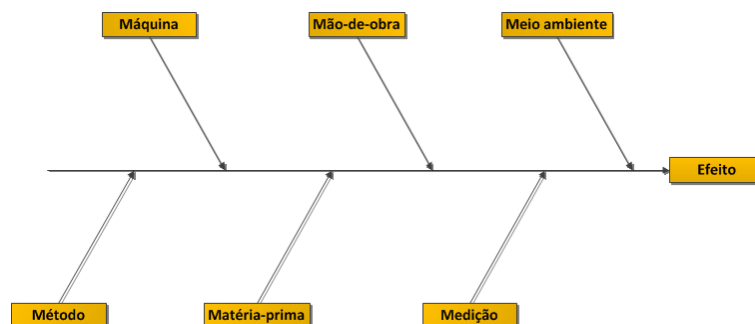 Máquina
Mão-de-obra
Meio ambiente
Efeito
Método
Matéria-prima
Medição